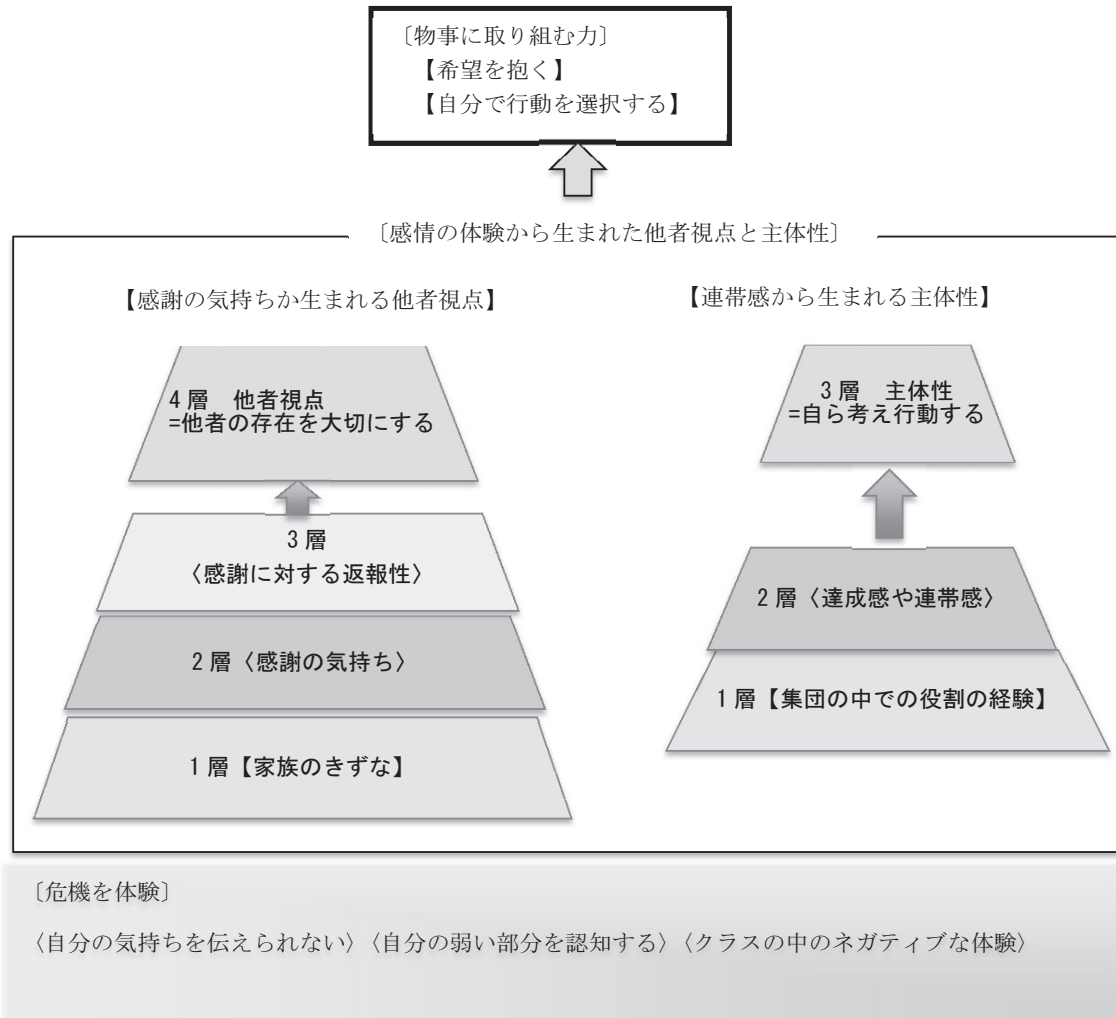 〔物事に取り組む力〕
【希望を抱く】
【自分で行動を選択する】
〔感情の体験から生まれた他者視点と主体性〕
【感謝の気持ちか生まれる他者視点】
4層　他者視点
=他者の存在を大切にする
3層
〈感謝に対する返報性〉
2層〈感謝の気持ち〉
1層【家族のきずな】
【連帯感から生まれる主体性】
3層　主体性
=自ら考え行動する
2層〈達成感や連帯感〉
1層【集団の中での役割の経験】
〔危機を体験〕
〈自分の気持ちを伝えられない〉〈自分の弱い部分を認知する〉〈クラスの中のネガティブな体験〉